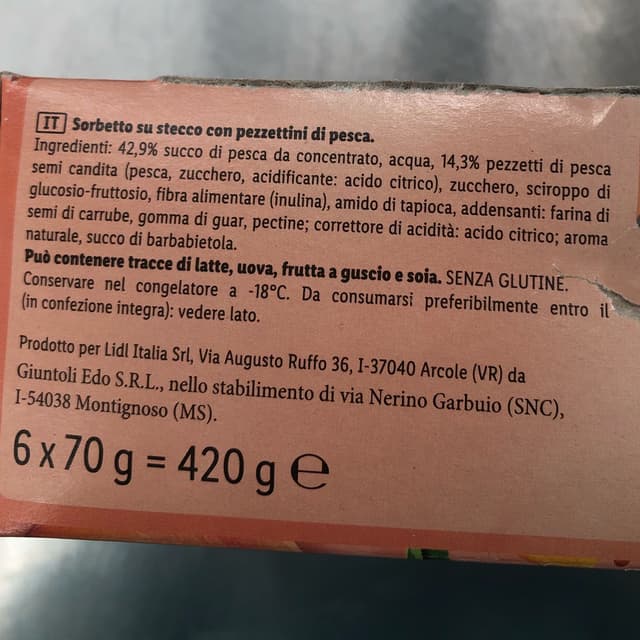 IT Sorbetto su stecco con pezzettini di pesca.
Ingredienti: 42,9% succo di pesca da concentrato, acqua, 14,3% pezzetti di pesca
semi candita (pesca, zucchero, acidificante: acido citrico), zucchero, sciroppo di
glucosio-fruttosio, fibra alimentare (inulina), amido di tapioca, addensanti: farina di
semi di carrube, gomma di guar, pectine; correttore di acidità: acido citrico; aroma
naturale, succo di barbabietola.
Può contenere tracce di latte, uova, frutta a guscio e soia. SENZA GLUTINE.
Conservare nel congelatore a -18°C. Da consumarsi preferibilmente entro il
(in confezione integra): vedere lato.
Prodotto per Lidl Italia Srl, Via Augusto Ruffo 36, I-37040 Arcole (VR) da
Giuntoli Edo S.R.L., nello stabilimento di via Nerino Garbuio (SNC),
I-54038 Montignoso (MS).
6 x 70 g = 420 g e